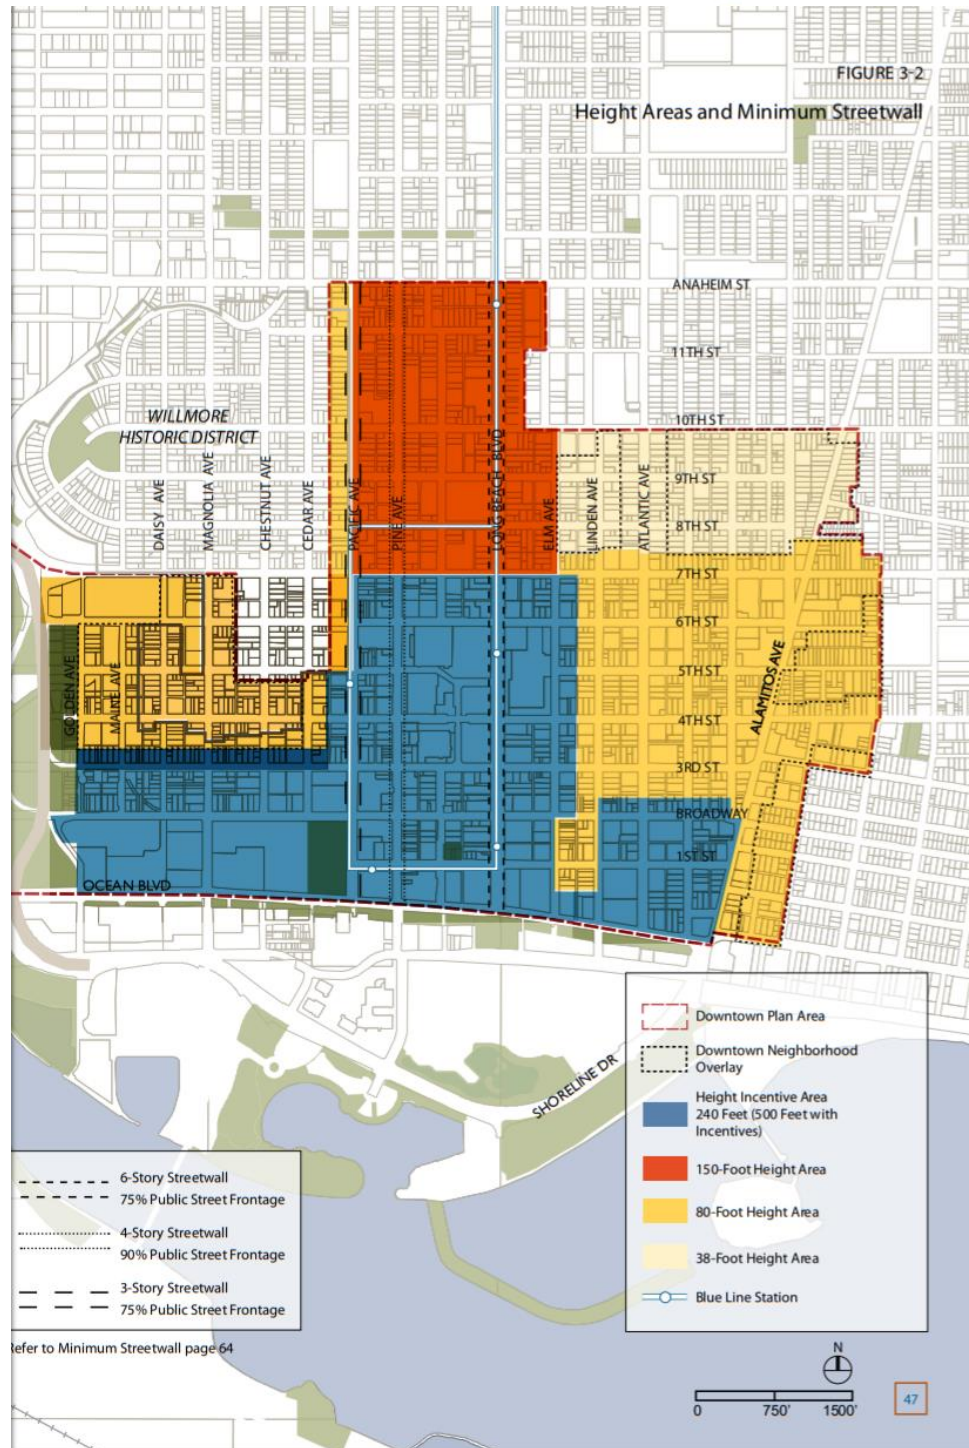 FIGURE 3-2
Height Areas and Minimum Streetwall
ANAHEIM ST
11TH ST
10TH ST
WILLMORE
HISTORIC DISTRICT
9TH ST
8TH ST
7TH ST
6TH ST
5TH ST
4TH ST
3RD ST
BROADWAY
1ST ST
OCEAN BLVD
GOLDEN AVE
MAINE AVE
DAISY AVE
MAGNOLIA AVE
CHESTNUT AVE
CEDAR AVE
PACIFIC AVE
PINE AVE
LONG BEACH BLVD
ELM AVE
LINDEN AVE
ATLANTIC AVE
ALAMITOS AVE
SHORELINE DR
Downtown Plan Area
Downtown Neighborhood
Overlay
Height Incentive Area
240 Feet (500 Feet with
Incentives)
150-Foot Height Area
80-Foot Height Area
38-Foot Height Area
Blue Line Station
6-Story Streetwall
75% Public Street Frontage
4-Story Streetwall
90% Public Street Frontage
3-Story Streetwall
75% Public Street Frontage
Refer to Minimum Streetwall page 64
N
0 750' 1500'
47